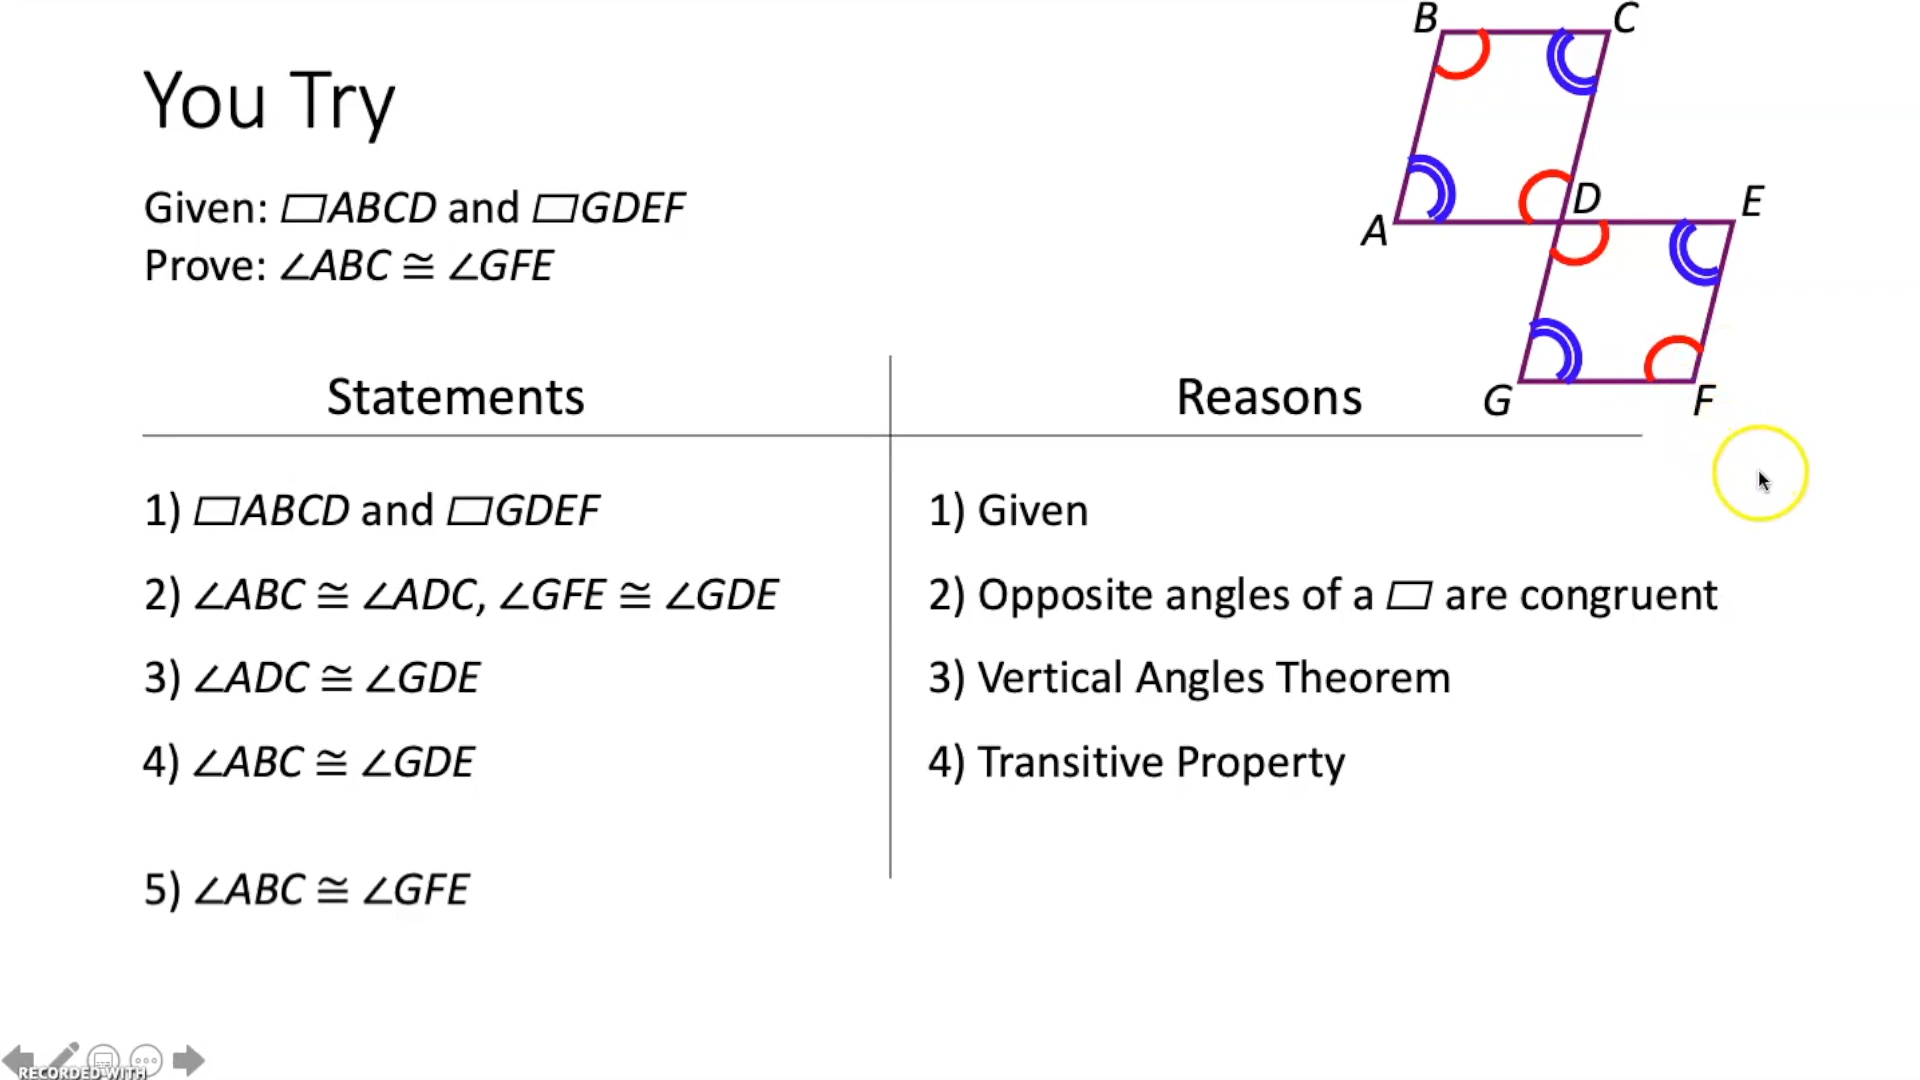 You Try
Given: ▱ABCD and ▱GDEF
Prove: ∠ABC ≅ ∠GFE
B
C
A
D
E
G
F
Statements
Reasons
1) ▱ABCD and ▱GDEF
1) Given
2) ∠ABC ≅ ∠ADC, ∠GFE ≅ ∠GDE
2) Opposite angles of a ▱ are congruent
3) ∠ADC ≅ ∠GDE
3) Vertical Angles Theorem
4) ∠ABC ≅ ∠GDE
4) Transitive Property
5) ∠ABC ≅ ∠GFE
RECORDED WITH